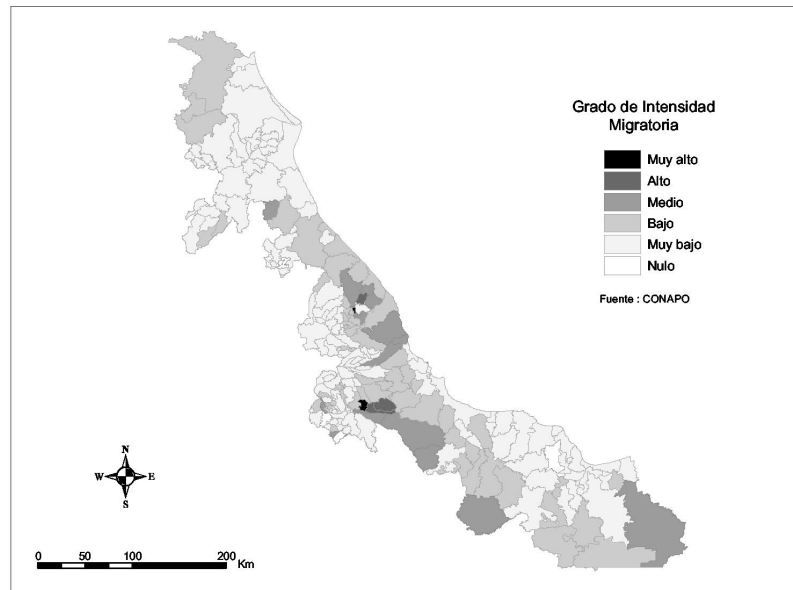 Grado de Intensidad
Migratoria
Muy alto
Alto
Medio
Bajo
Muy bajo
Nulo
Fuente : CONAPO
N
W E
S
0 50 100 200
Km